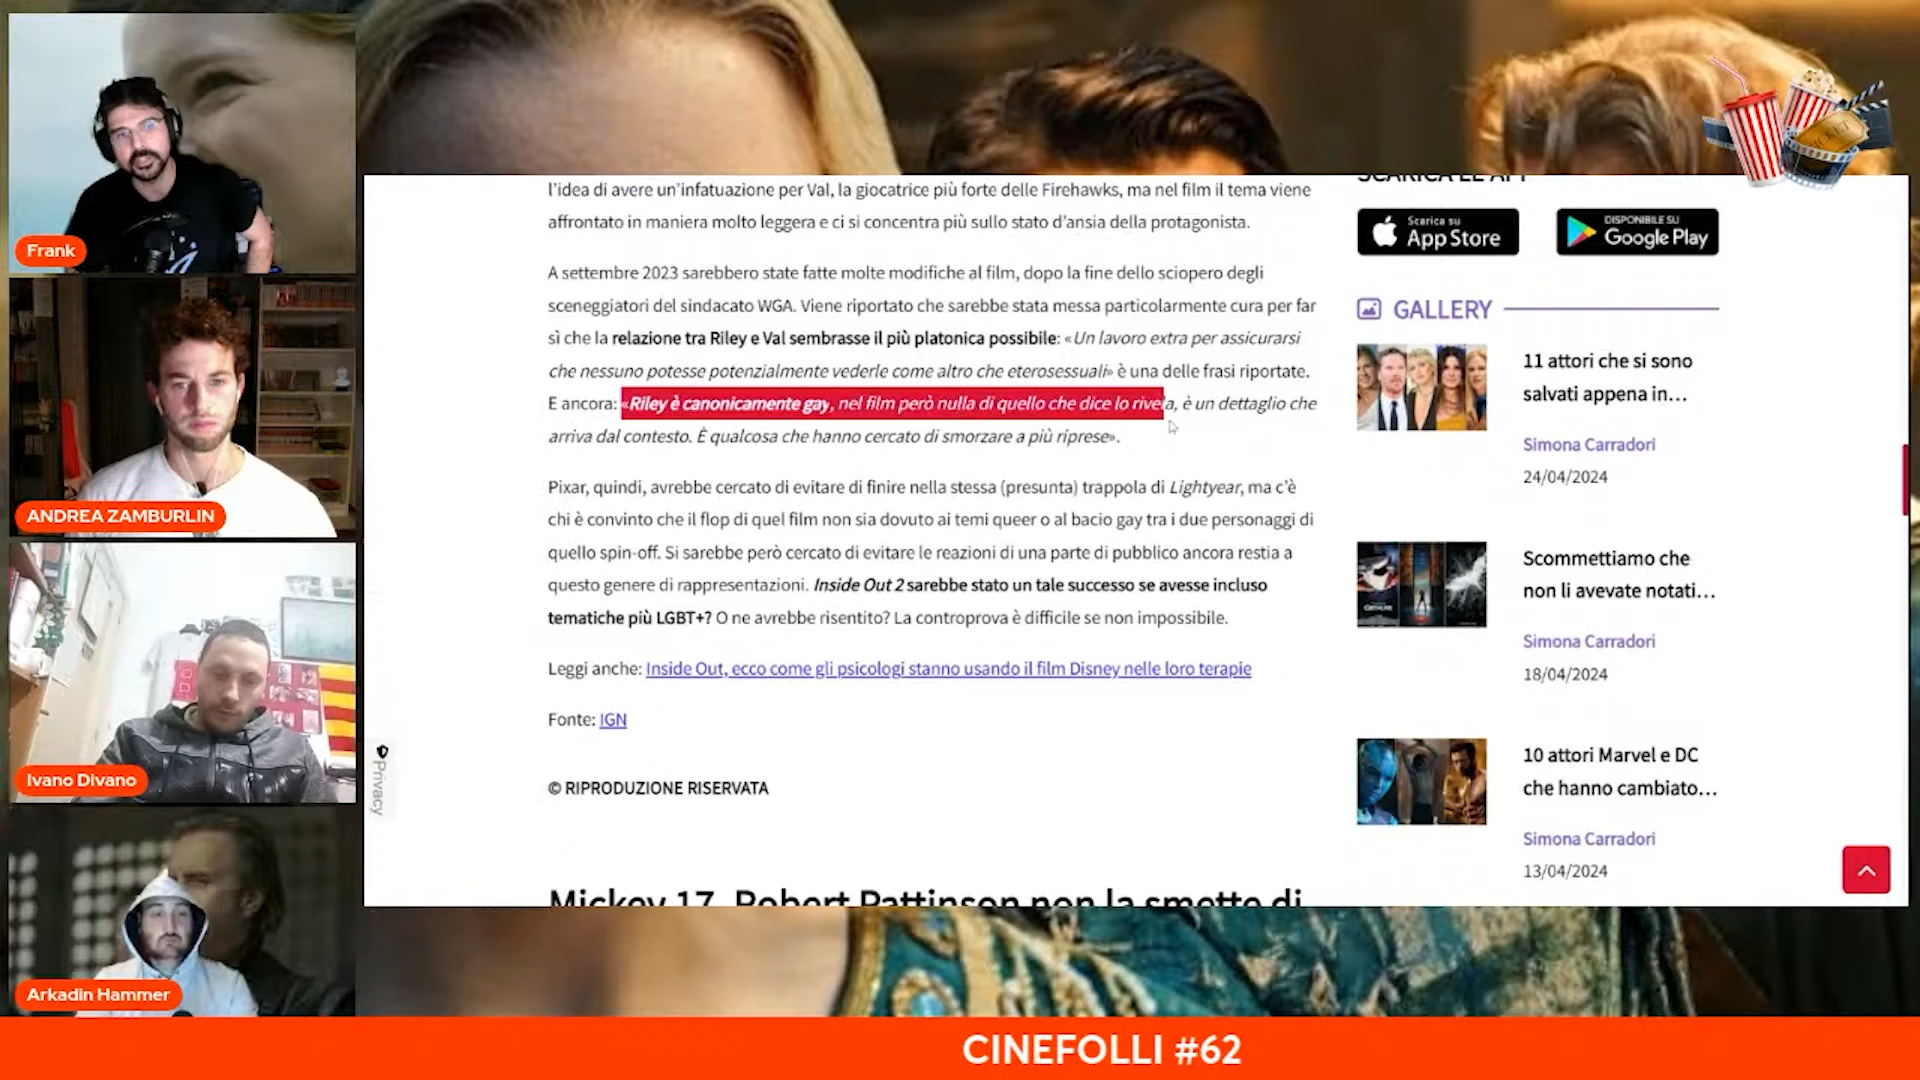 Frank
ANDREA ZAMBURLIN
Ivano Divano
Arkadin Hammer
l'idea di avere un'infatuazione per Val, la giocatrice più forte delle Firehawks, ma nel film il tema viene
affrontato in maniera molto leggera e ci si concentra più sullo stato d'ansia della protagonista.
A settembre 2023 sarebbero state fatte molte modifiche al film, dopo la fine dello sciopero degli
sceneggiatori del sindacato WGA. Viene riportato che sarebbe stata messa particolarmente cura per far
sì che la relazione tra Riley e Val sembrasse il più platonica possibile: «Un lavoro extra per assicurarsi
che nessuno potesse potenzialmente vederle come altro che eterosessuali» è una delle frasi riportate.
E ancora: «Riley è canonicamente gay, nel film però nulla di quello che dice lo rivela, è un dettaglio che
arriva dal contesto. È qualcosa che hanno cercato di smorzare a più riprese».
Pixar, quindi, avrebbe cercato di evitare di finire nella stessa (presunta) trappola di Lightyear, ma c'è
chi è convinto che il flop di quel film non sia dovuto ai temi queer o al bacio gay tra i due personaggi di
quello spin-off. Si sarebbe però cercato di evitare le reazioni di una parte di pubblico ancora restia a
questo genere di rappresentazioni. Inside Out 2 sarebbe stato un tale successo se avesse incluso
tematiche più LGBT+? O ne avrebbe risentito? La controprova è difficile se non impossibile.
Leggi anche: Inside Out, ecco come gli psicologi stanno usando il film Disney nelle loro terapie
Fonte: IGN
© RIPRODUZIONE RISERVATA
Mickey 17, Robert Pattinson non la smette di
Privacy
SCARICA LE APP
Scarica su
App Store
DISPONIBILE SU
Google Play
GALLERY
11 attori che si sono
salvati appena in...
Simona Carradori
24/04/2024
Scommettiamo che
non li avevate notati...
Simona Carradori
18/04/2024
10 attori Marvel e DC
che hanno cambiato...
Simona Carradori
13/04/2024
CINEFOLLI #62